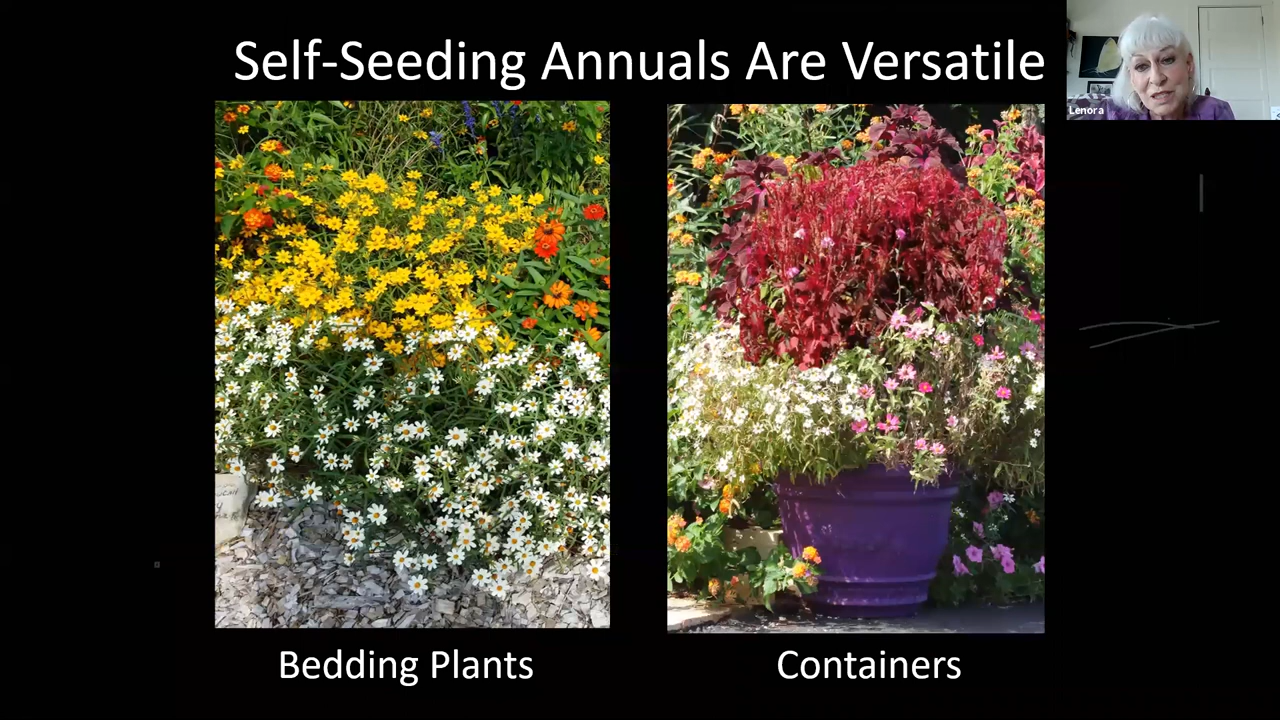 Self-Seeding Annuals Are Versatile
Lenora
Bedding Plants
Containers